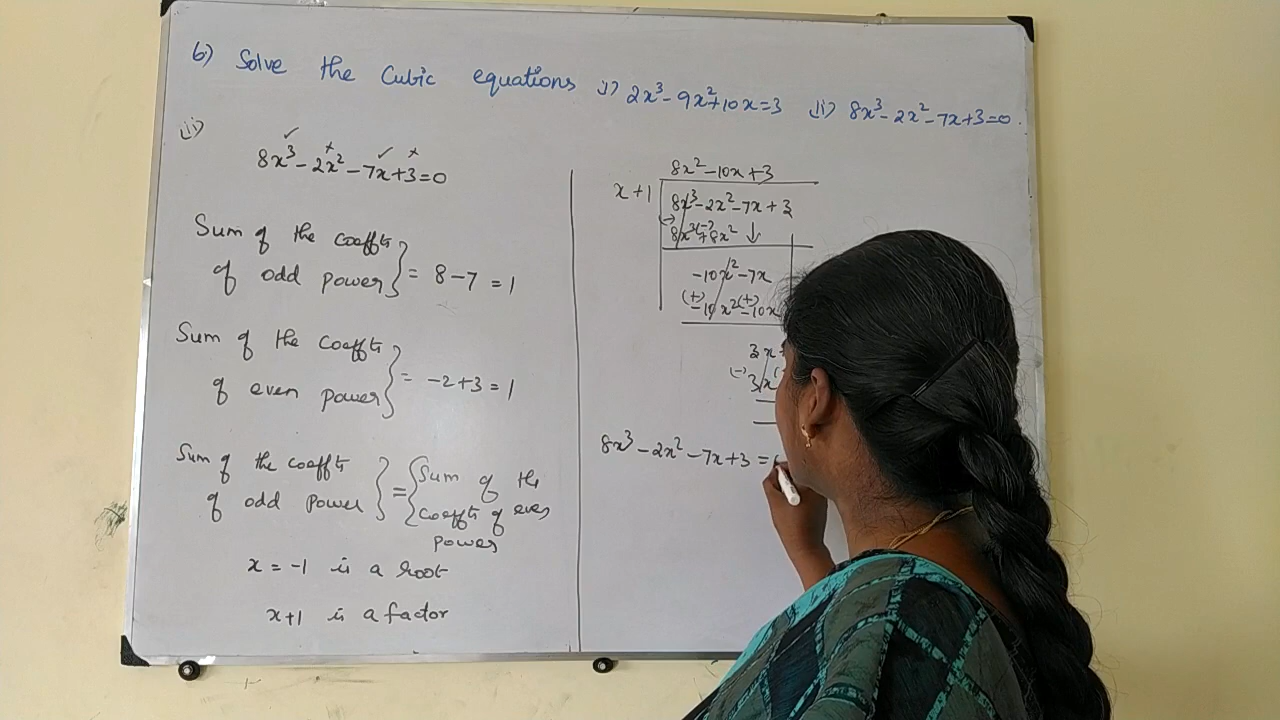 6) Solve the Cubic equations i) 2x³ - 9x² + 10x = 3 ii) 8x³ - 2x² - 7x + 3 = 0.
ii)
8x³ - 2x² - 7x + 3 = 0
Sum of the coeffts
of odd power } = 8 - 7 = 1
Sum of the coeffts
of even power } = -2 + 3 = 1
Sum of the coeffts
of odd power } = { Sum of the
coefft of even
power
x = -1 is a root
x+1 is a factor
8x² - 10x + 3
x + 1
8x³ - 2x² - 7x + 3
(-) (-)
8x³ + 8x² ↓
-10x² - 7x
(+) (+)
-10x² - 10x
3x
(-)
3x
8x³ - 2x² - 7x + 3 =